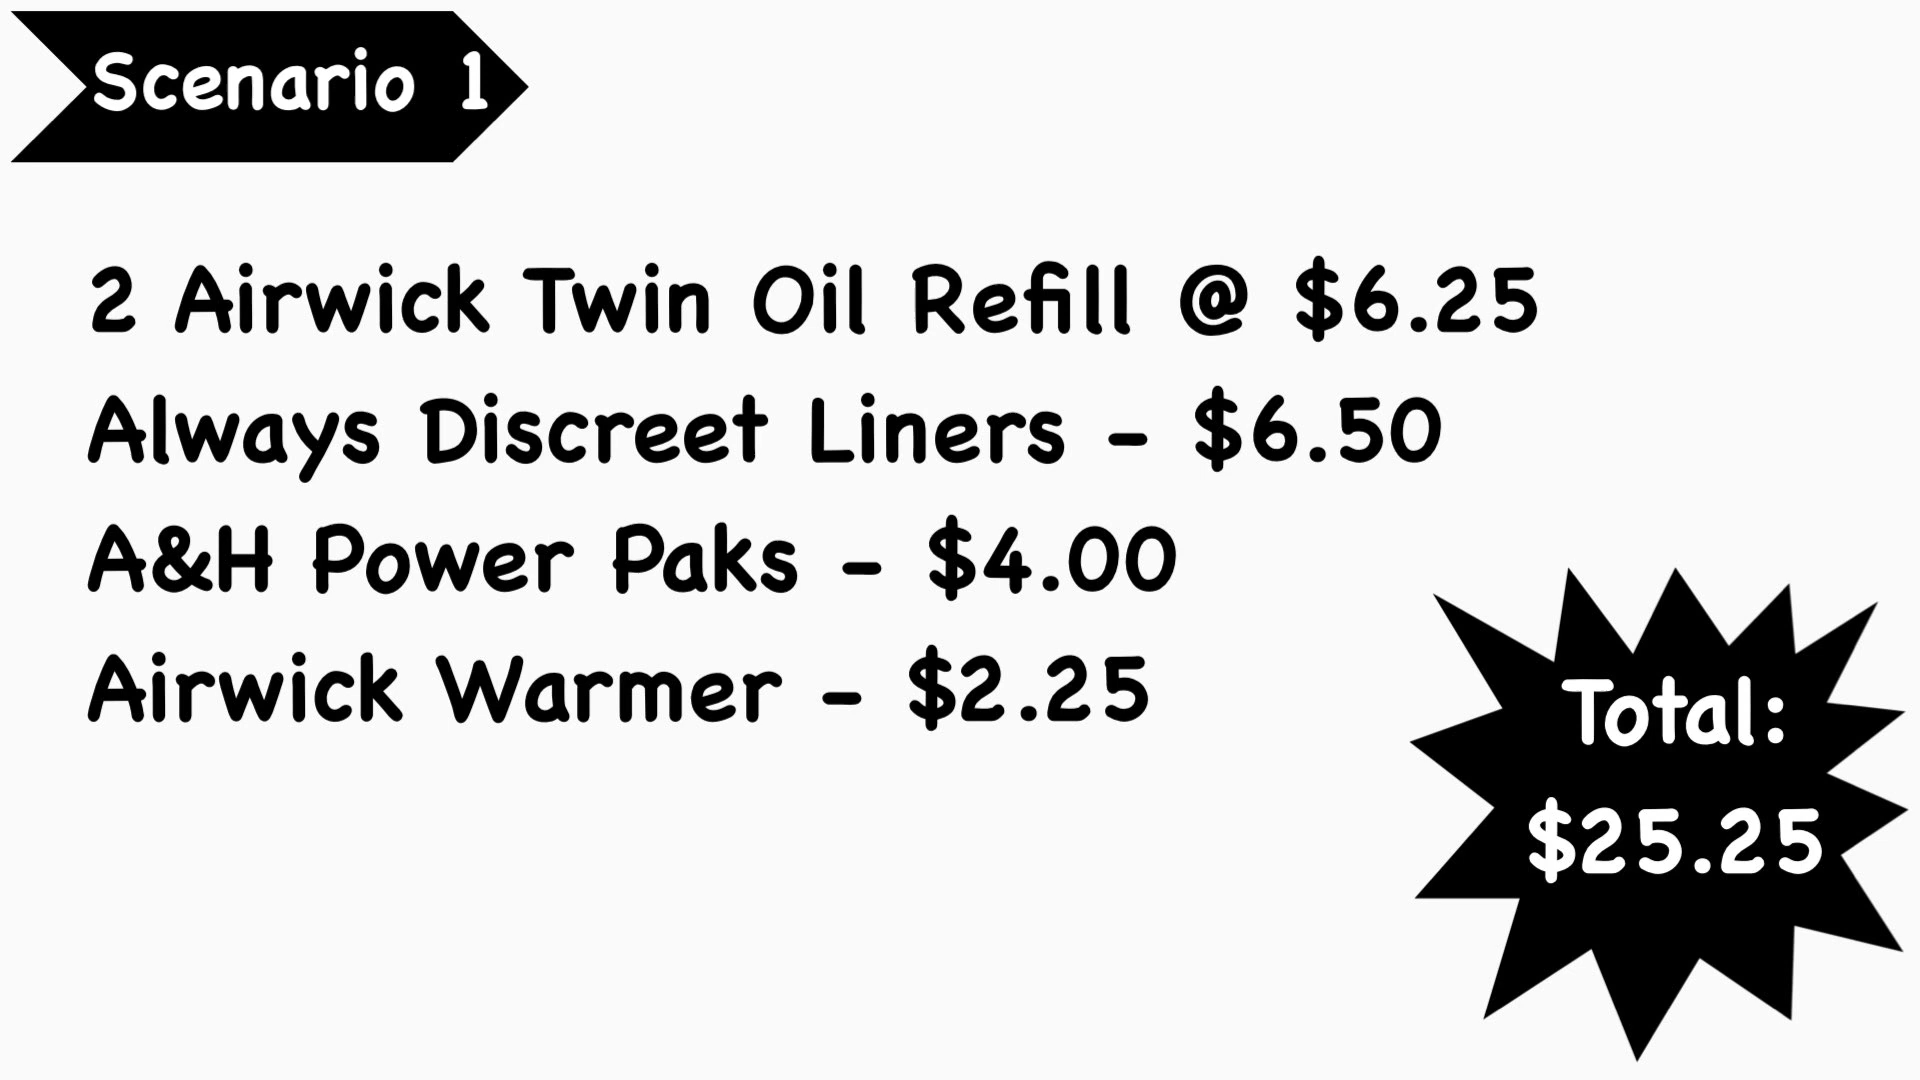 Scenario 1
2 Airwick Twin Oil Refill @ $6.25
Always Discreet Liners - $6.50
A&H Power Paks - $4.00
Airwick Warmer - $2.25
Total:
$25.25